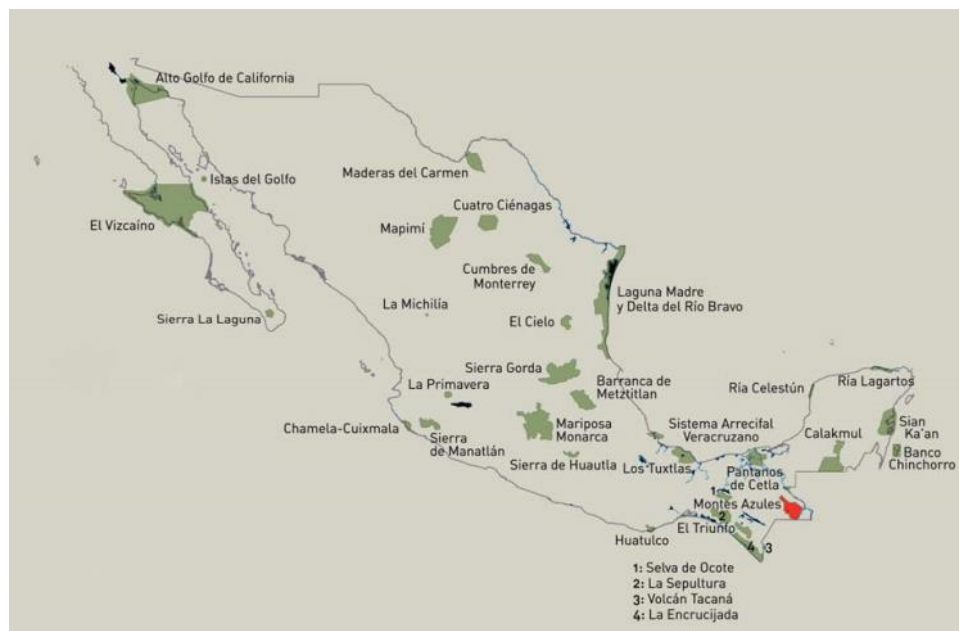 Alto Golfo de California
Maderas del Carmen
Islas del Golfo
Cuatro Ciénagas
El Vizcaíno
Mapimí
Cumbres de
Monterrey
Laguna Madre
y Delta del Río Bravo
La Michilía
Sierra La Laguna
El Cielo
Sierra Gorda
La Primavera
Barranca de
Metztitlan
Ría Celestún
Ría Lagartos
Chamela-Cuixmala
Sierra
de Manatlán
Mariposa
Monarca
Sistema Arrecifal
Veracruzano
Calakmul
Sian
Ka'an
Banco
Chinchorro
Sierra de Huautla
Los Tuxtlas
Pantanos
de Cetla
1
Montes Azules
2
El Triunfo
Huatulco
4
3
1: Selva de Ocote
2: La Sepultura
3: Volcán Tacaná
4: La Encrucijada